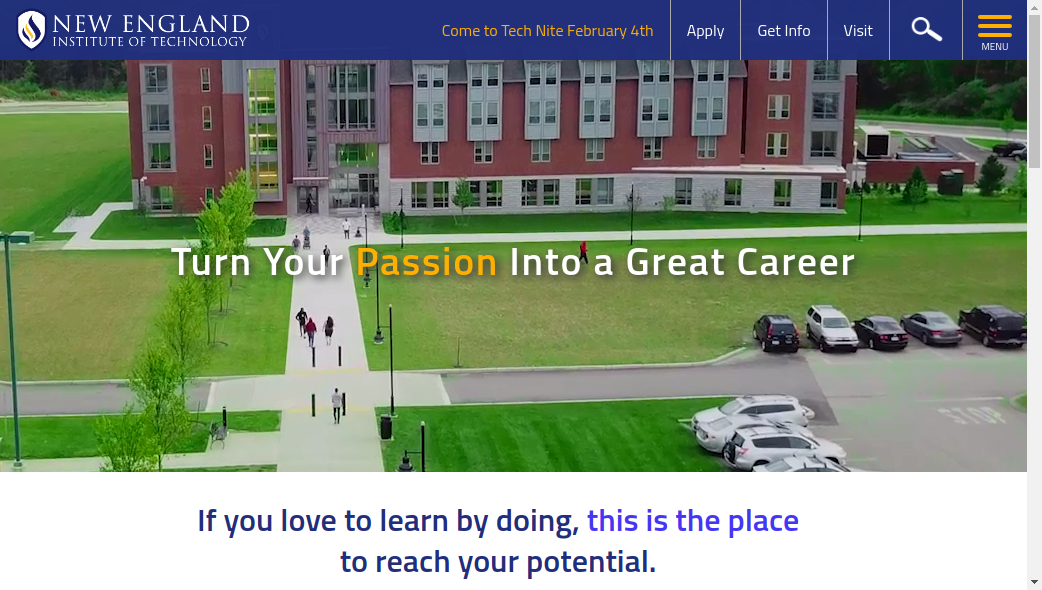 NEW ENGLAND
INSTITUTE OF TECHNOLOGY
Come to Tech Nite February 4th
Apply
Get Info
Visit
MENU
Turn Your Passion Into a Great Career
STOP
If you love to learn by doing, this is the place
to reach your potential.